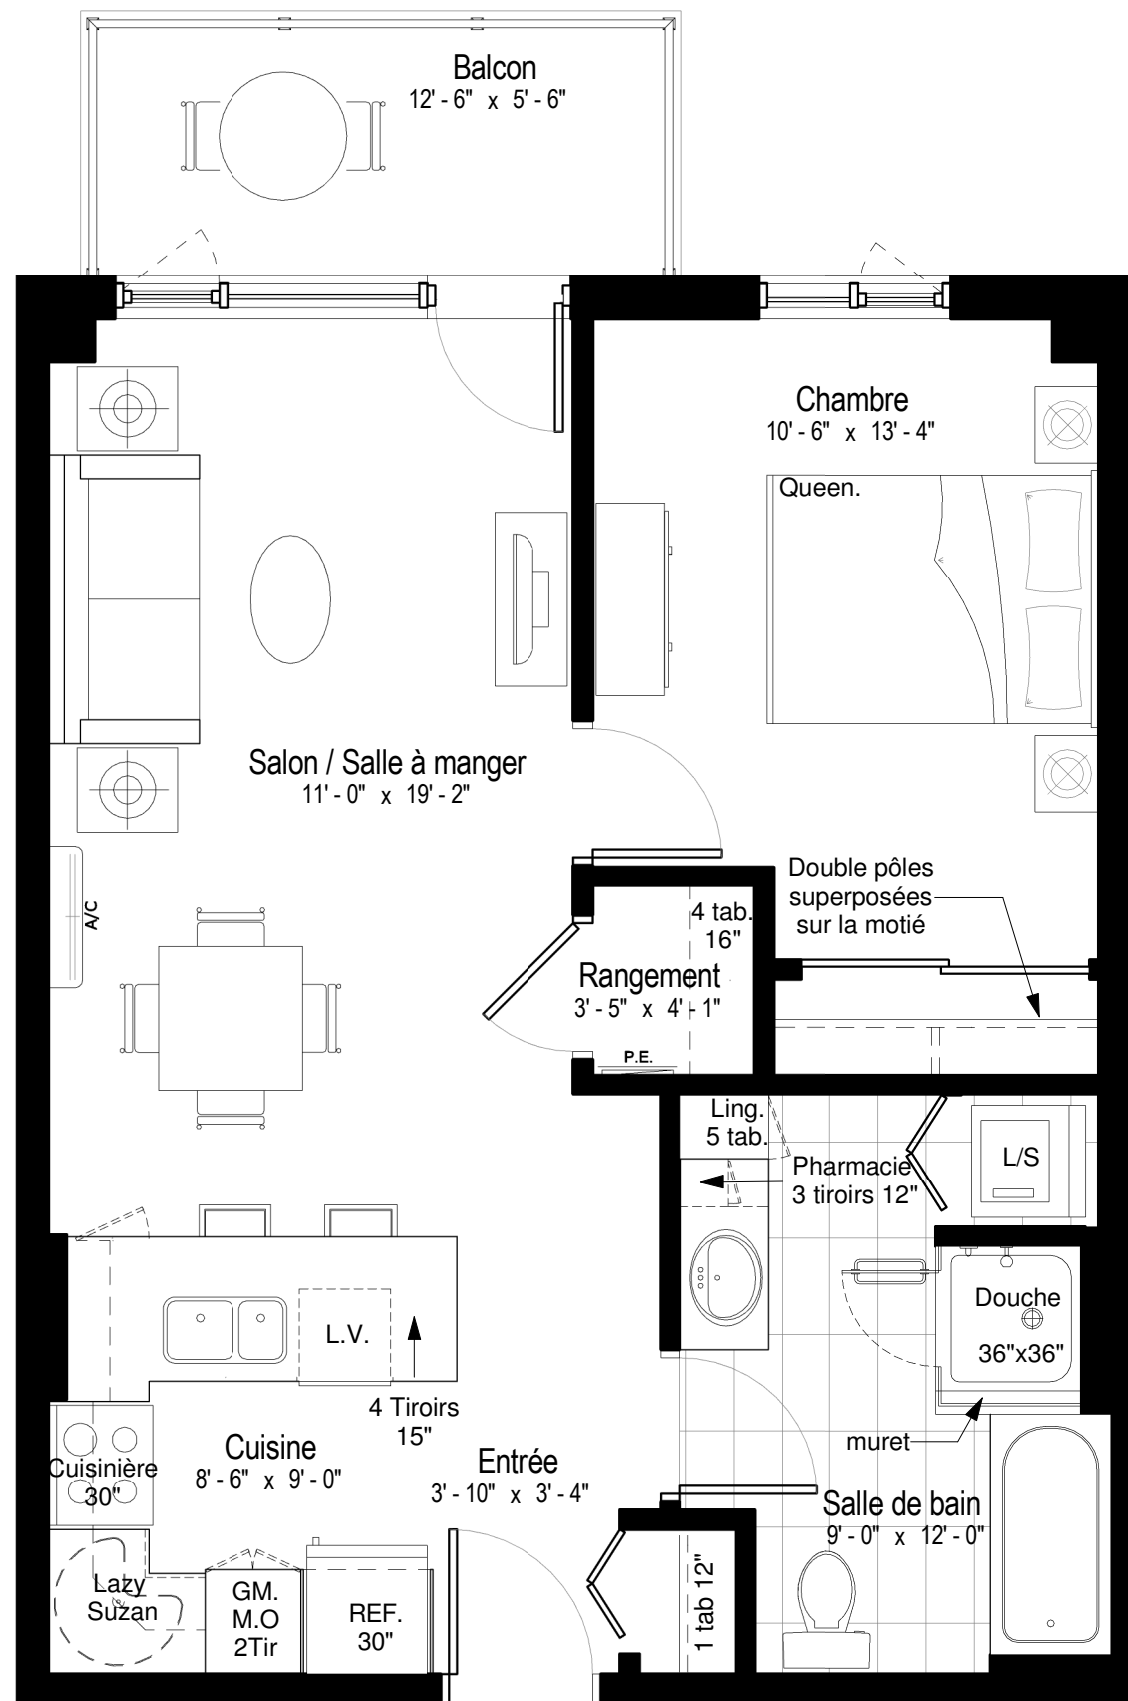 Balcon
12' - 6" x 5' - 6"
Chambre
10' - 6" x 13' - 4"
Queen.
Salon / Salle à manger
11' - 0" x 19' - 2"
A/C
Double pôles
superposées
sur la motié
4 tab.
16"
Rangement
3' - 5" x 4' - 1"
P.E.
Ling.
5 tab.
Pharmacie
3 tiroirs 12"
L/S
Douche
36"x36"
L.V.
4 Tiroirs
15"
muret
Cuisine
8' - 6" x 9' - 0"
Cuisinière
30"
Entrée
3' - 10" x 3' - 4"
Salle de bain
9' - 0" x 12' - 0"
Lazy
Suzan
GM.
M.O
2Tir
REF.
30"
1 tab 12"